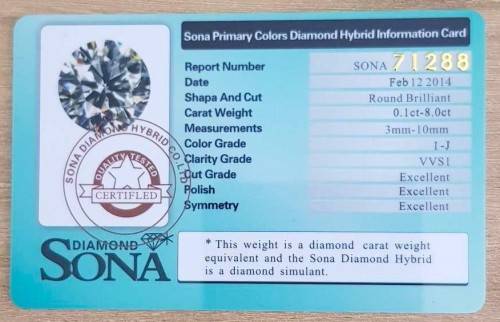 Sona Primary Colors Diamond Hybrid Information Card
Report Number SONA 71288
Date Feb 12 2014
Shapa And Cut Round Brilliant
Carat Weight 0.1ct-8.0ct
Measurements 3mm-10mm
Color Grade 1-J
Clarity Grade VVS1
Cut Grade Excellent
Polish Excellent
Symmetry Excellent
SONA DIAMOND HYBRID CO.LTD
QUALITY TESTED
CERTIFLED
DIAMOND
SONA
* This weight is a diamond carat weight
equivalent and the Sona Diamond Hybrid
is a diamond simulant.